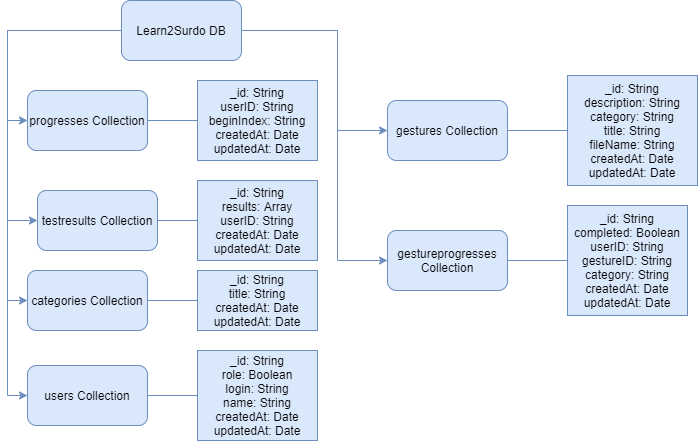 Learn2Surdo DB
progresses Collection
_id: String
userID: String
beginIndex: String
createdAt: Date
updatedAt: Date
testresults Collection
_id: String
results: Array
userID: String
createdAt: Date
updatedAt: Date
categories Collection
_id: String
title: String
createdAt: Date
updatedAt: Date
users Collection
_id: String
role: Boolean
login: String
name: String
createdAt: Date
updatedAt: Date
gestures Collection
_id: String
description: String
category: String
title: String
fileName: String
createdAt: Date
updatedAt: Date
gestureprogresses
Collection
_id: String
completed: Boolean
userID: String
gestureID: String
category: String
createdAt: Date
updatedAt: Date